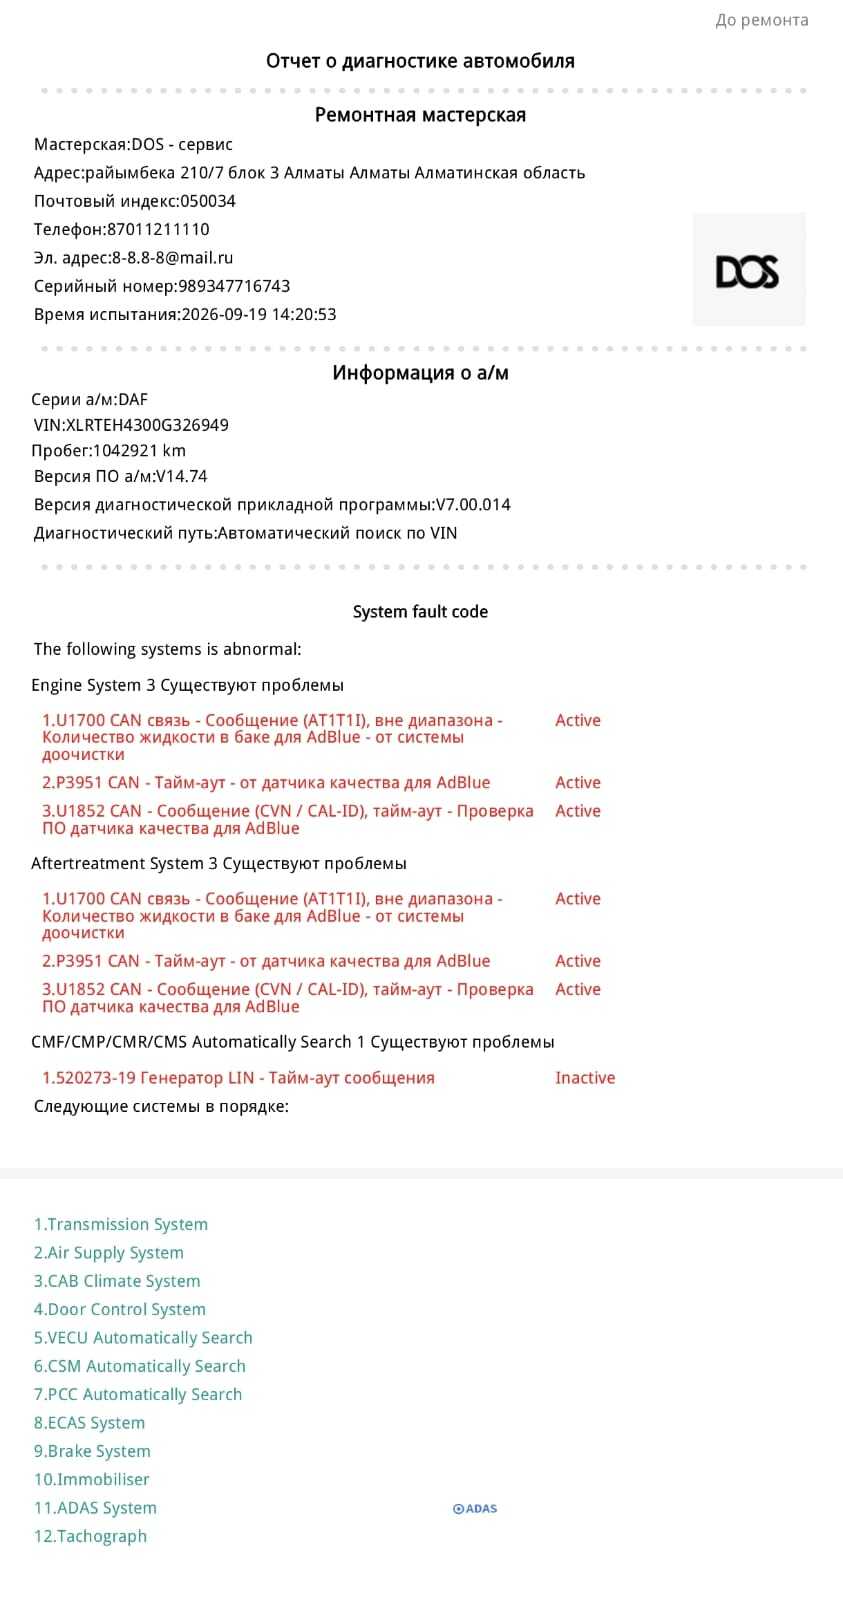 До ремонта
Отчет о диагностике автомобиля
Ремонтная мастерская
Мастерская:DOS - сервис
Адрес:райымбека 210/7 блок 3 Алматы Алматы Алматинская область
Почтовый индекс:050034
Телефон:87011211110
Эл. адрес:8-8.8-8@mail.ru
Серийный номер:989347716743
Время испытания:2026-09-19 14:20:53
DOS
Информация о а/м
Серии а/м:DAF
VIN:XLRTEH4300G326949
Пробег:1042921 km
Версия ПО а/м:V14.74
Версия диагностической прикладной программы:V7.00.014
Диагностический путь:Автоматический поиск по VIN
System fault code
The following systems is abnormal:
Engine System 3 Существуют проблемы
1.U1700 CAN связь - Сообщение (AT1T1I), вне диапазона - Active
Количество жидкости в баке для AdBlue - от системы
доочистки
2.P3951 CAN - Тайм-аут - от датчика качества для AdBlue Active
3.U1852 CAN - Сообщение (CVN / CAL-ID), тайм-аут - Проверка Active
ПО датчика качества для AdBlue
Aftertreatment System 3 Существуют проблемы
1.U1700 CAN связь - Сообщение (AT1T1I), вне диапазона - Active
Количество жидкости в баке для AdBlue - от системы
доочистки
2.P3951 CAN - Тайм-аут - от датчика качества для AdBlue Active
3.U1852 CAN - Сообщение (CVN / CAL-ID), тайм-аут - Проверка Active
ПО датчика качества для AdBlue
CMF/CMP/CMR/CMS Automatically Search 1 Существуют проблемы
1.520273-19 Генератор LIN - Тайм-аут сообщения Inactive
Следующие системы в порядке:
1.Transmission System
2.Air Supply System
3.CAB Climate System
4.Door Control System
5.VECU Automatically Search
6.CSM Automatically Search
7.PCC Automatically Search
8.ECAS System
9.Brake System
10.Immobiliser
11.ADAS System ADAS
12.Tachograph